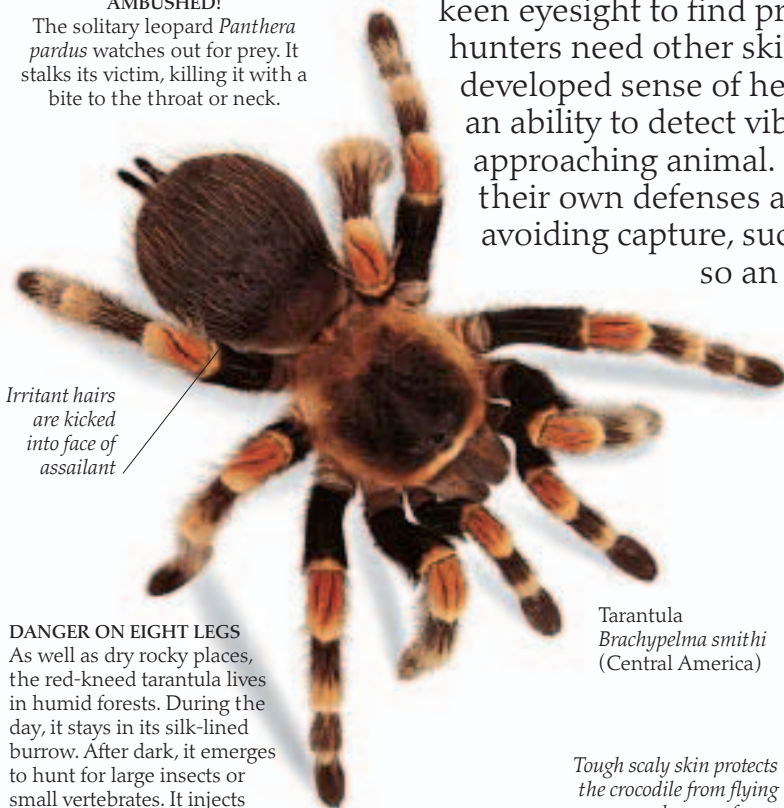 AMBUSHED!
The solitary leopard Panthera
pardus watches out for prey. It
stalks its victim, killing it with a
bite to the throat or neck.
keen eyesight to find
hunters need other
developed sense of
an ability to detect
approaching animal.
their own defenses
avoiding capture,
so an
Irritant hairs
are kicked
into face of
assailant
DANGER ON EIGHT LEGS
As well as dry rocky places,
the red-kneed tarantula lives
in humid forests. During the
day, it stays in its silk-lined
burrow. After dark, it emerges
to hunt for large insects or
small vertebrates. It injects
Tarantula
Brachypelma smithi
(Central America)
Tough scaly skin protects
the crocodile from flying